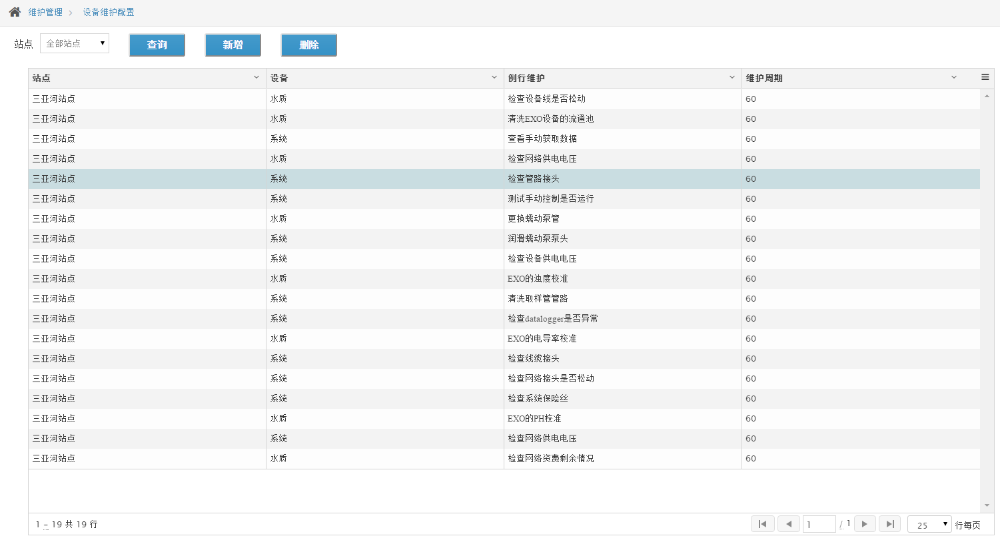 维护管理 设备维护配置
站点 全部站点 查询 新增 删除
站点 设备 例行维护 维护周期
三亚河站点 水质 检查设备线是否松动 60
三亚河站点 水质 清洗EXO设备的流通池 60
三亚河站点 系统 查看手动获取数据 60
三亚河站点 水质 检查网络供电电压 60
三亚河站点 系统 检查管路接头 60
三亚河站点 系统 测试手动控制是否运行 60
三亚河站点 水质 更换蠕动泵管 60
三亚河站点 系统 润滑蠕动泵泵头 60
三亚河站点 系统 检查设备供电电压 60
三亚河站点 水质 EXO的浊度校准 60
三亚河站点 系统 清洗取样管管路 60
三亚河站点 系统 检查datalogger是否异常 60
三亚河站点 水质 EXO的电导率校准 60
三亚河站点 系统 检查线缆接头 60
三亚河站点 系统 检查网络接头是否松动 60
三亚河站点 系统 检查系统保险丝 60
三亚河站点 水质 EXO的PH校准 60
三亚河站点 系统 检查网络供电电压 60
三亚河站点 水质 检查网络资费剩余情况 60
1 - 19 共 19 行 1 / 1 25 行每页